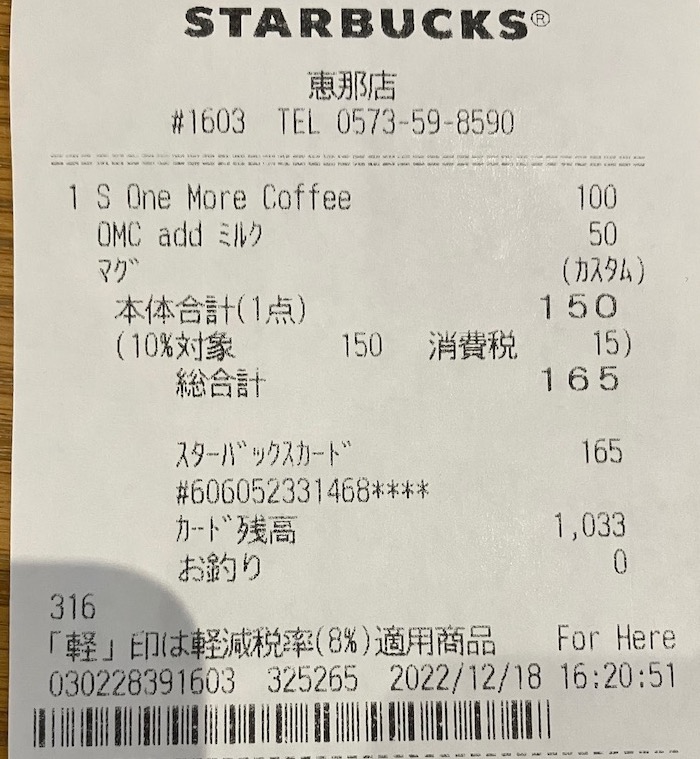 STARBUCKS®
恵那店
#1603 TEL 0573-59-8590
1 S One More Coffee 100
OMC add ミルク 50
マグ (カスタム)
本体合計(1点) 150
(10%対象 150 消費税 15)
総合計 165
スターバックスカード 165
#606052331468****
カード残高 1,033
お釣り 0
316
「軽」印は軽減税率(8%)適用商品 For Here
030228391603 325265 2022/12/18 16:20:51